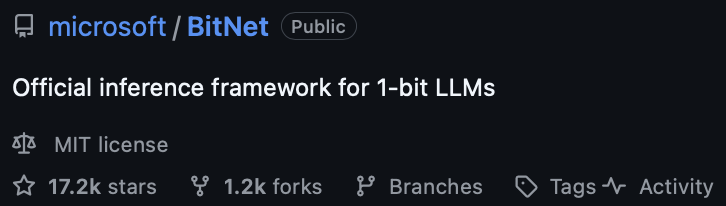 microsoft / BitNet Public
Official inference framework for 1-bit LLMs
MIT license
17.2k stars 1.2k forks Branches Tags Activity